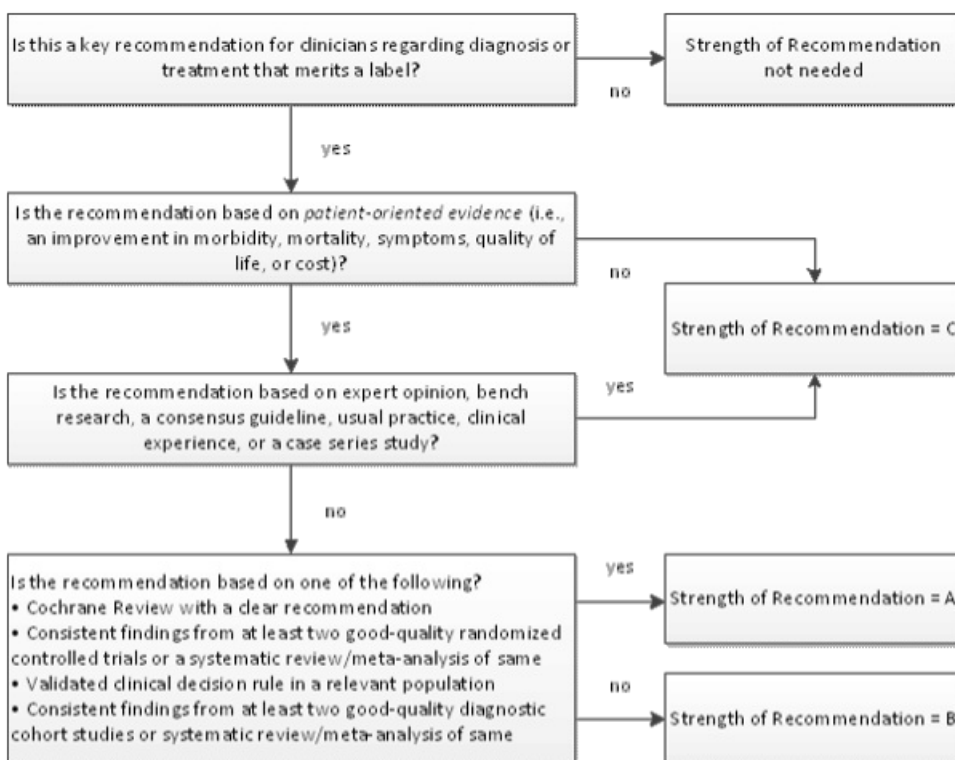 Is this a key recommendation for clinicians regarding diagnosis or
treatment that merits a label?
no
Strength of Recommendation
not needed
yes
Is the recommendation based on patient-oriented evidence (i.e.,
an improvement in morbidity, mortality, symptoms, quality of
life, or cost)?
no
Strength of Recommendation = C
yes
Is the recommendation based on expert opinion, bench
research, a consensus guideline, usual practice, clinical
experience, or a case series study?
yes
no
Is the recommendation based on one of the following?
• Cochrane Review with a clear recommendation
• Consistent findings from at least two good-quality randomized
controlled trials or a systematic review/meta-analysis of same
• Validated clinical decision rule in a relevant population
• Consistent findings from at least two good-quality diagnostic
cohort studies or systematic review/meta-analysis of same
yes
Strength of Recommendation = A
no
Strength of Recommendation = B